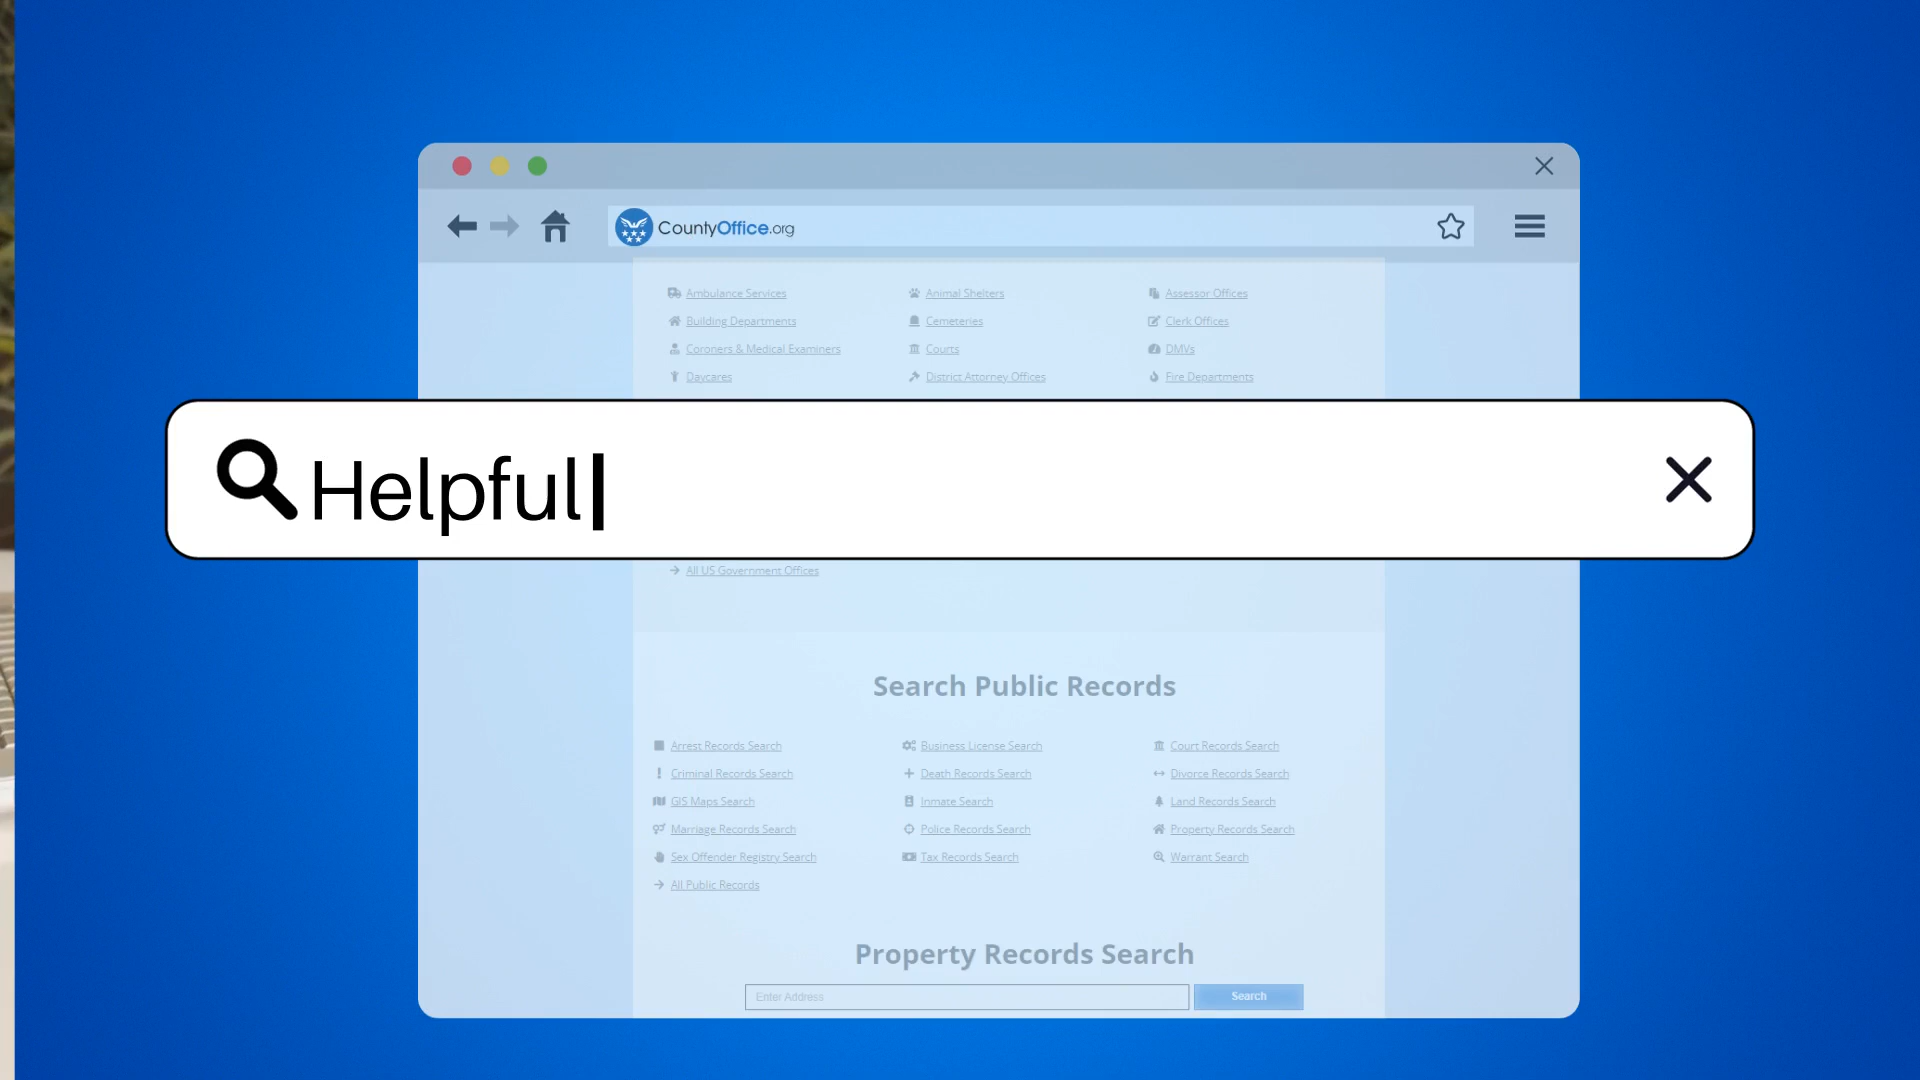 CountyOffice.org
Ambulance Services Animal Shelters Assessor Offices
Building Departments Cemeteries Clerk Offices
Coroners & Medical Examiners Courts DMVs
Daycares District Attorney Offices Fire Departments
Helpful
All US Government Offices
Search Public Records
Arrest Records Search Business License Search Court Records Search
Criminal Records Search Death Records Search Divorce Records Search
GIS Maps Search Inmate Search Land Records Search
Marriage Records Search Police Records Search Property Records Search
Sex Offender Registry Search Tax Records Search Warrant Search
All Public Records
Property Records Search
Enter Address Search